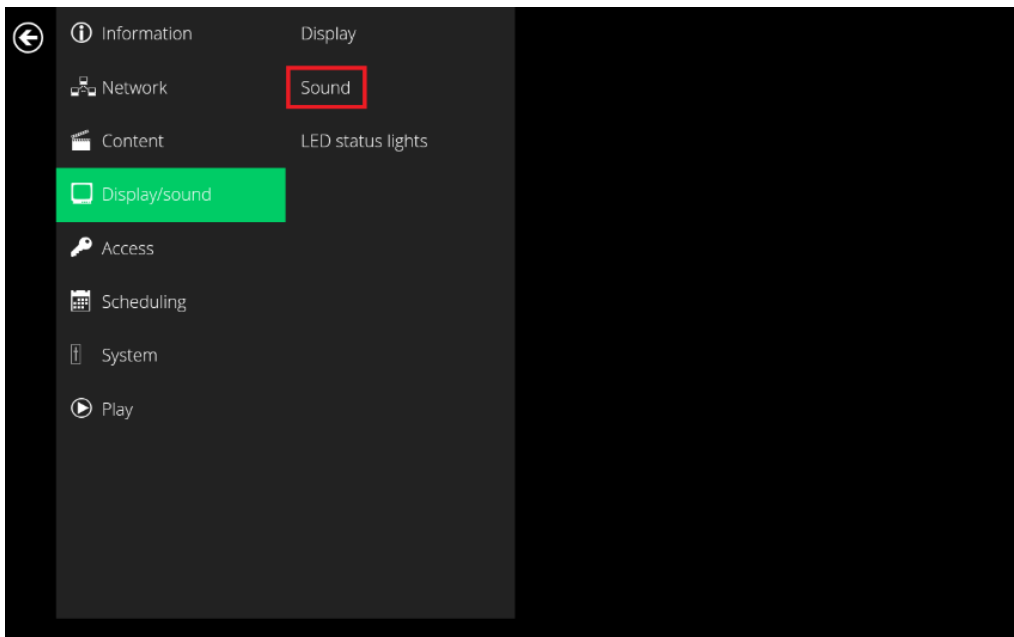 Information
Network
Content
Display/sound
Access
Scheduling
System
Play
Display
Sound
LED status lights